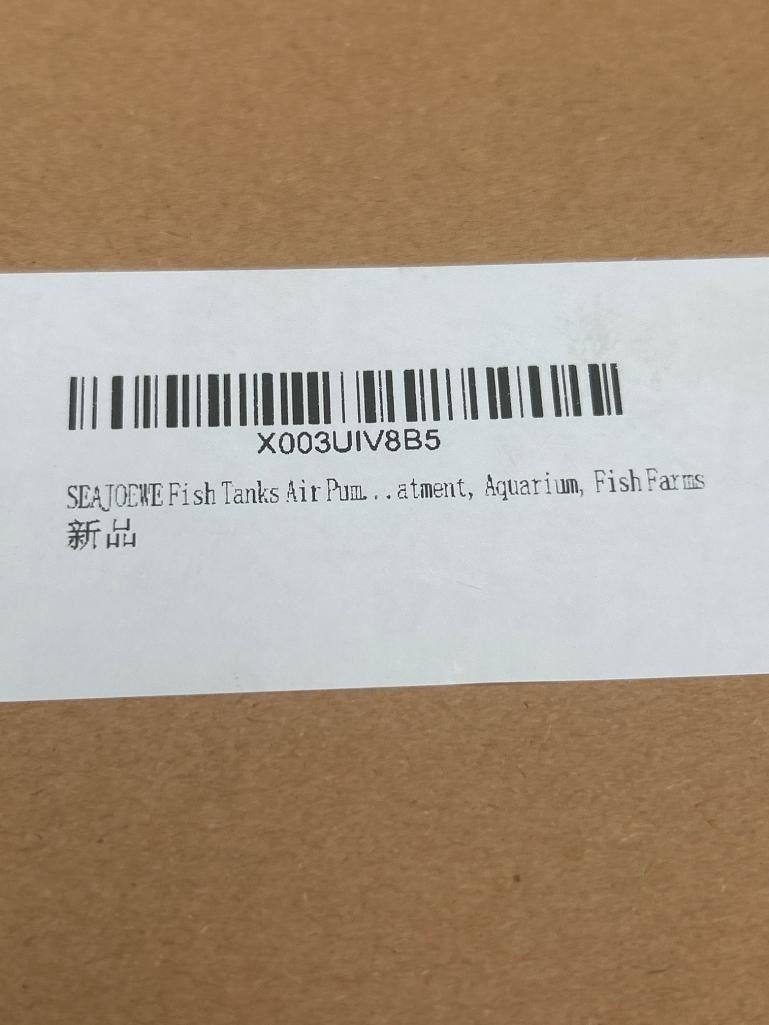 X003UIV8B5
SEAJOEWE Fish Tanks Air Pum...atment, Aquarium, Fish Farms
新品